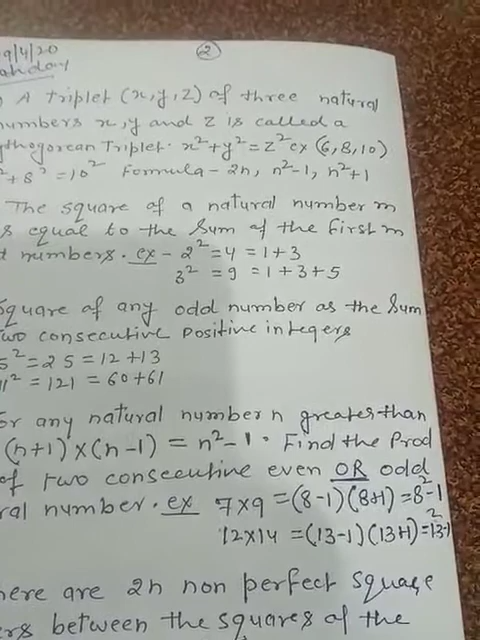 ②
9/4/20
) A Triplet (x, y, z) of three natural
numbers x, y and z is called a
ythegorean Triplet. x²+y²=z² ex (6,8,10)
²+8²=10² Formula - 2n, n²-1, n²+1
The square of a natural number m
s equal to the sum of the first m
numbers. ex - 2²=4 = 1+3
3² = 9 = 1+3+5
Square of any odd number as the sum
two consecutive positive integers
5²=25=12+13
11²=121=60+61
or any natural number n greater than
(n+1)×(n-1) = n²-1. Find the Prod
of two consecutive even OR odd
ral number. ex 7×9=(8-1)(8+1)=8²-1
12×14=(13-1)(13+1)=13²-1
here are 2n non perfect square
ers between the squares of the